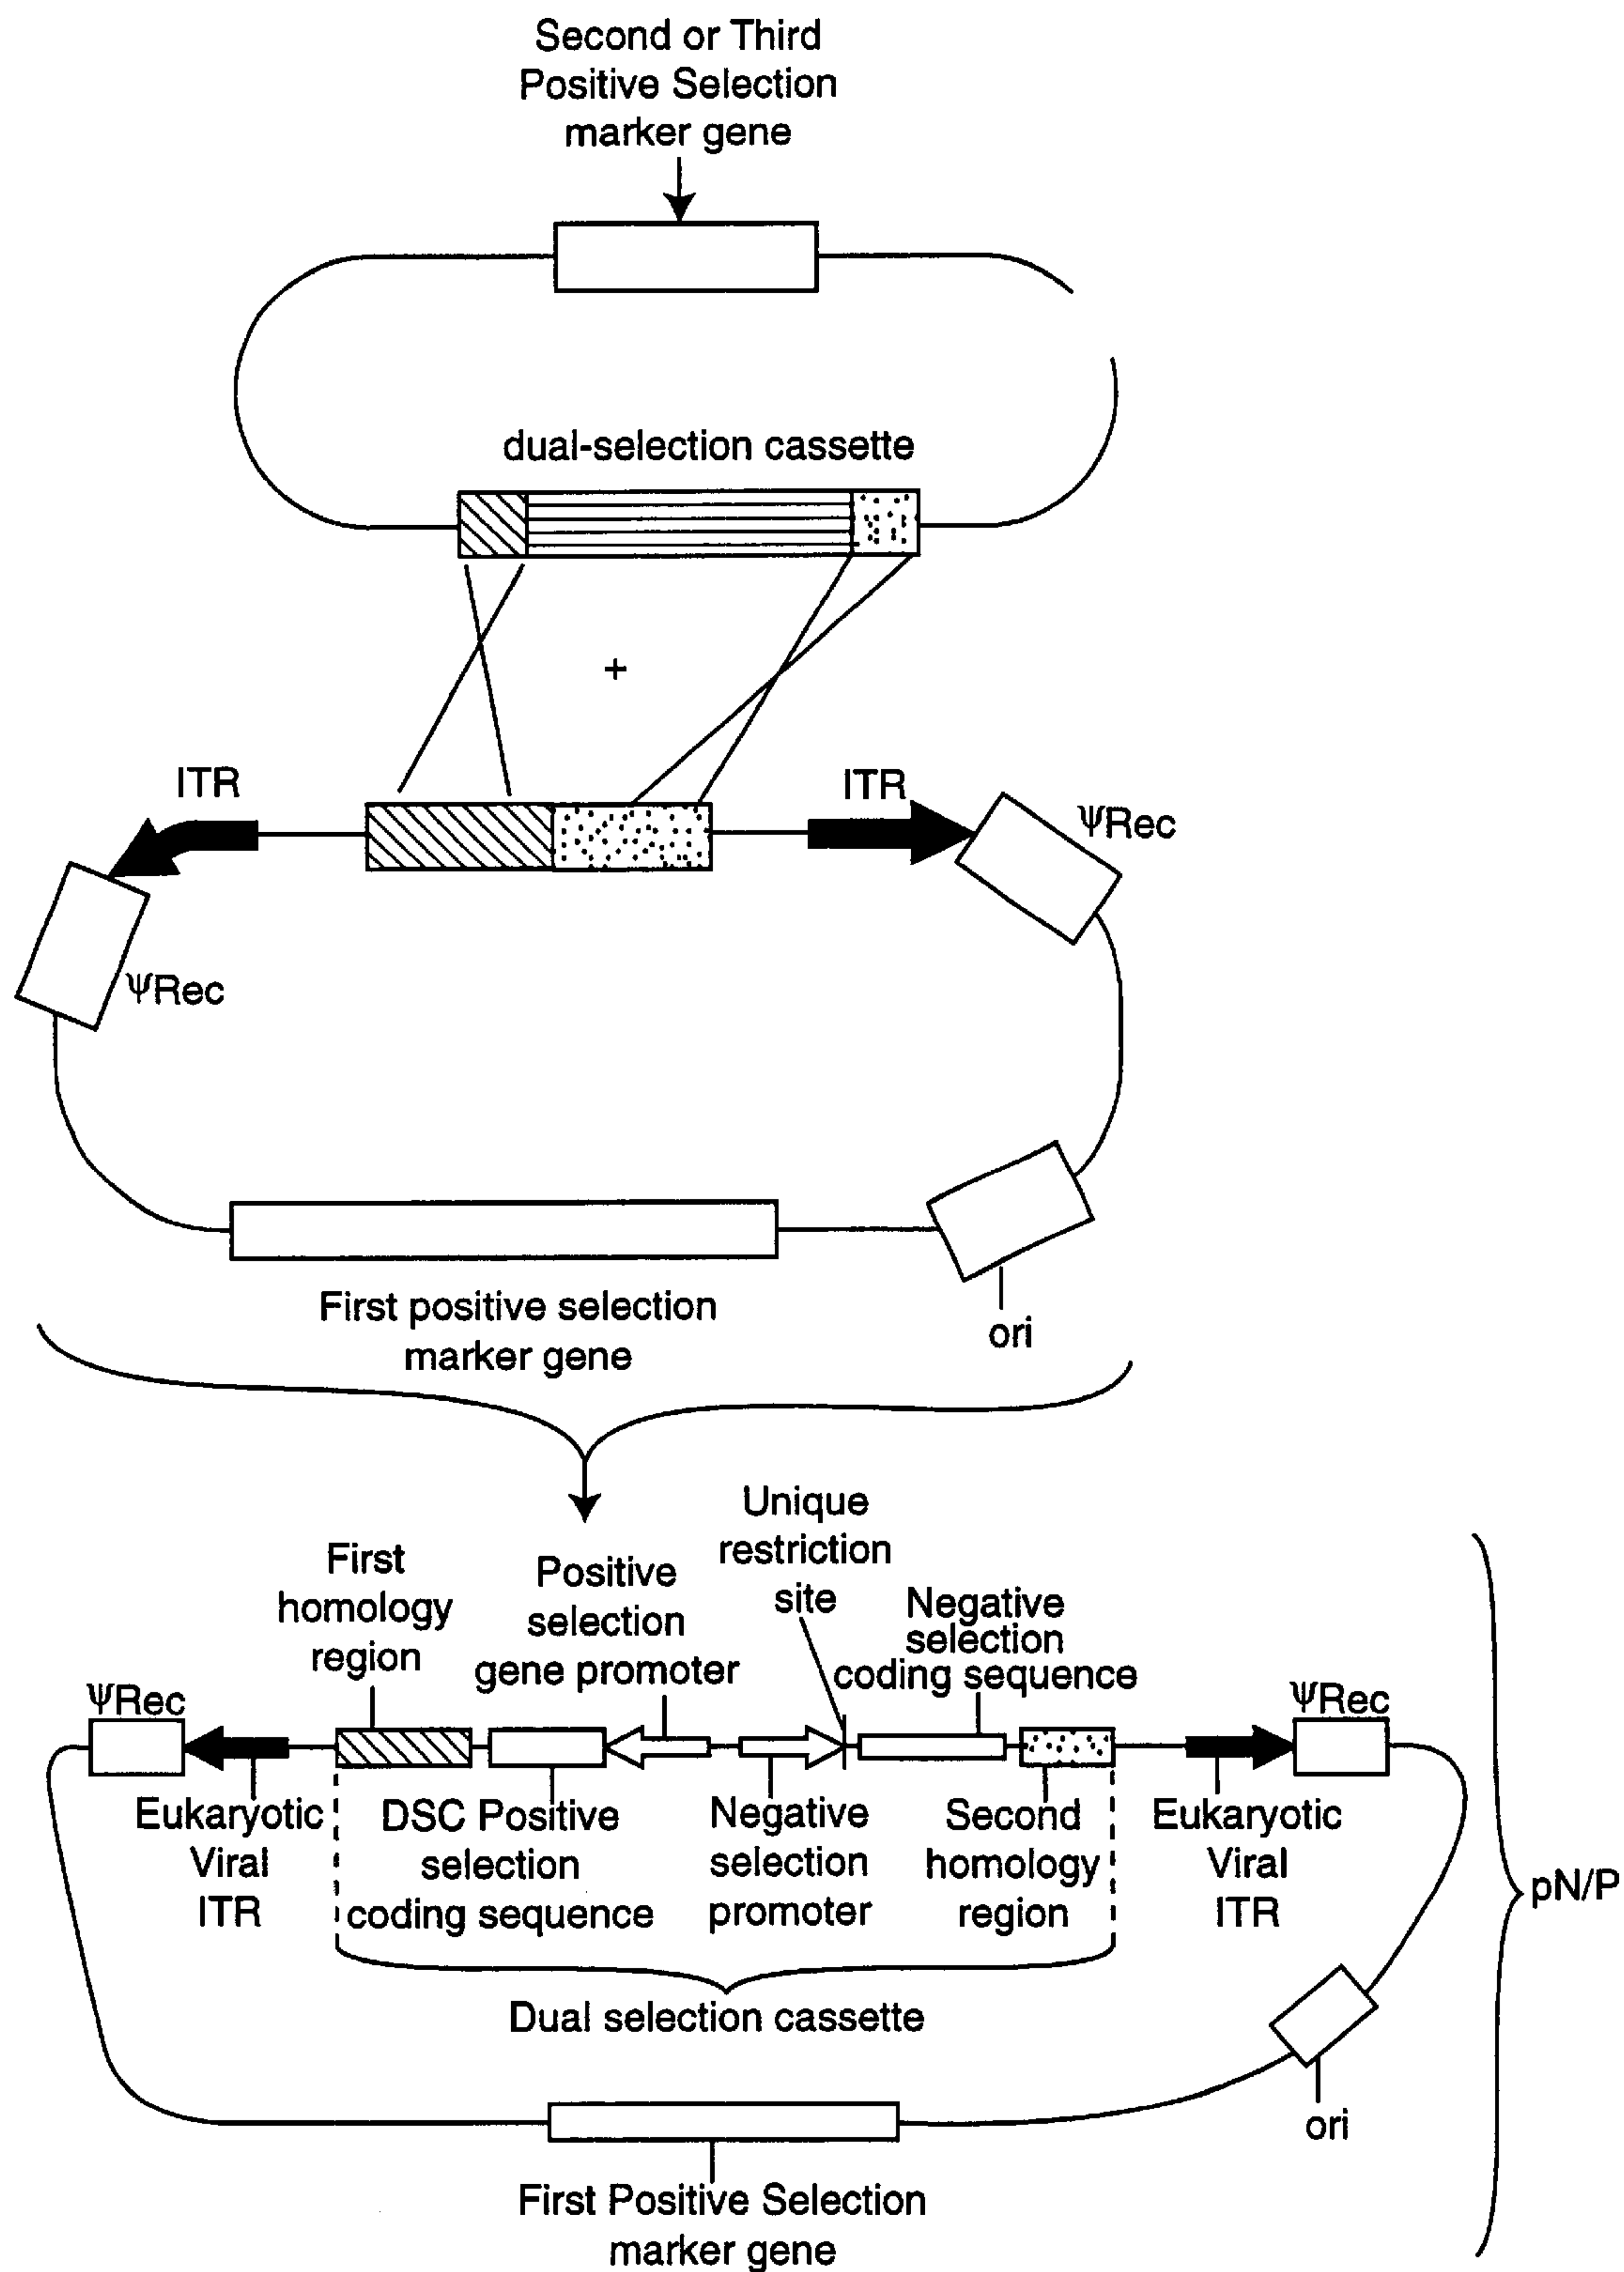 Second or Third
Positive Selection
marker gene
dual-selection cassette
+
ITR
ITR
ΨRec
ΨRec
First positive selection
marker gene
ori
Unique
restriction
site
First
homology
region
Positive
selection
gene promoter
Negative
selection
coding sequence
ΨRec
ΨRec
Eukaryotic
Viral
ITR
DSC Positive
selection
coding sequence
Negative
selection
promoter
Second
homology
region
Eukaryotic
Viral
ITR
pN/P
Dual selection cassette
ori
First Positive Selection
marker gene